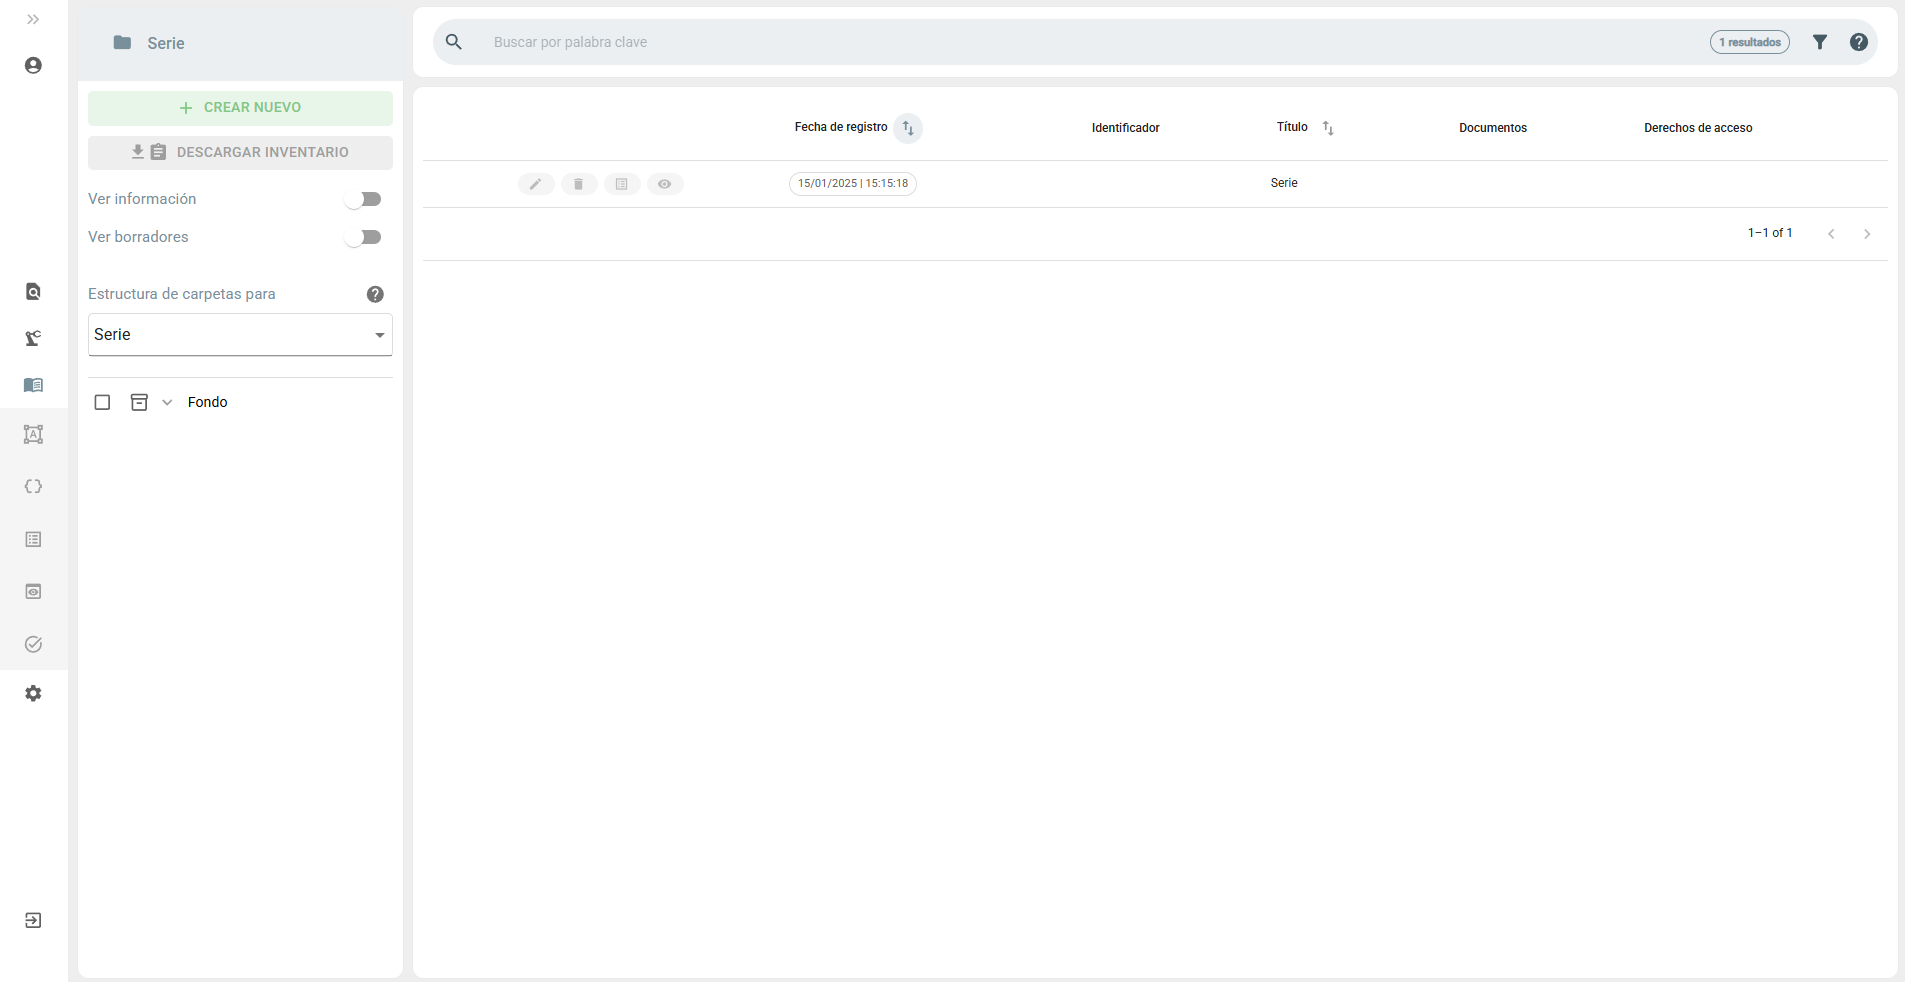 Serie
CREAR NUEVO
DESCARGAR INVENTARIO
Ver información
Ver borradores
Estructura de carpetas para
Serie
Fondo
Buscar por palabra clave
1 resultados
Fecha de registro Identificador Título Documentos Derechos de acceso
15/01/2025 | 15:15:18 Serie
1–1 of 1